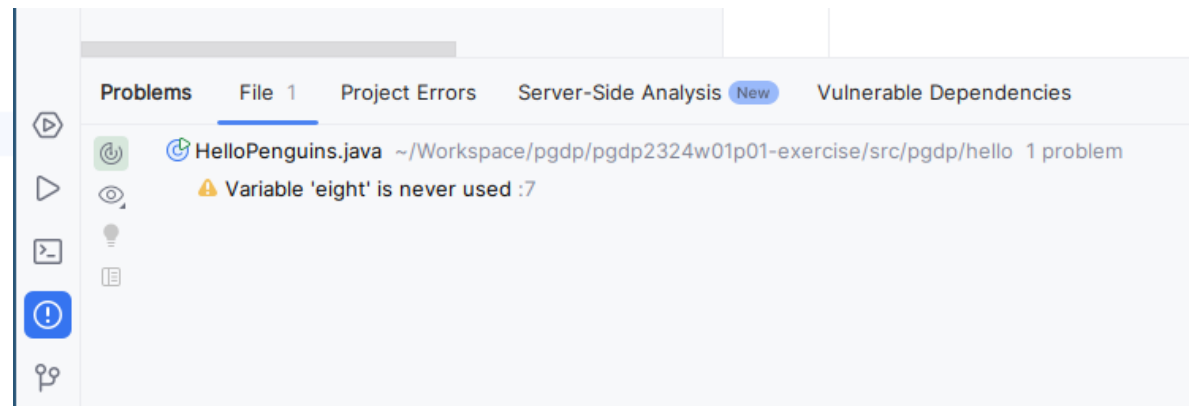 Problems File 1 Project Errors Server-Side Analysis New Vulnerable Dependencies
HelloPenguins.java ~/Workspace/pgdp/pgdp2324w01p01-exercise/src/pgdp/hello 1 problem
Variable 'eight' is never used :7